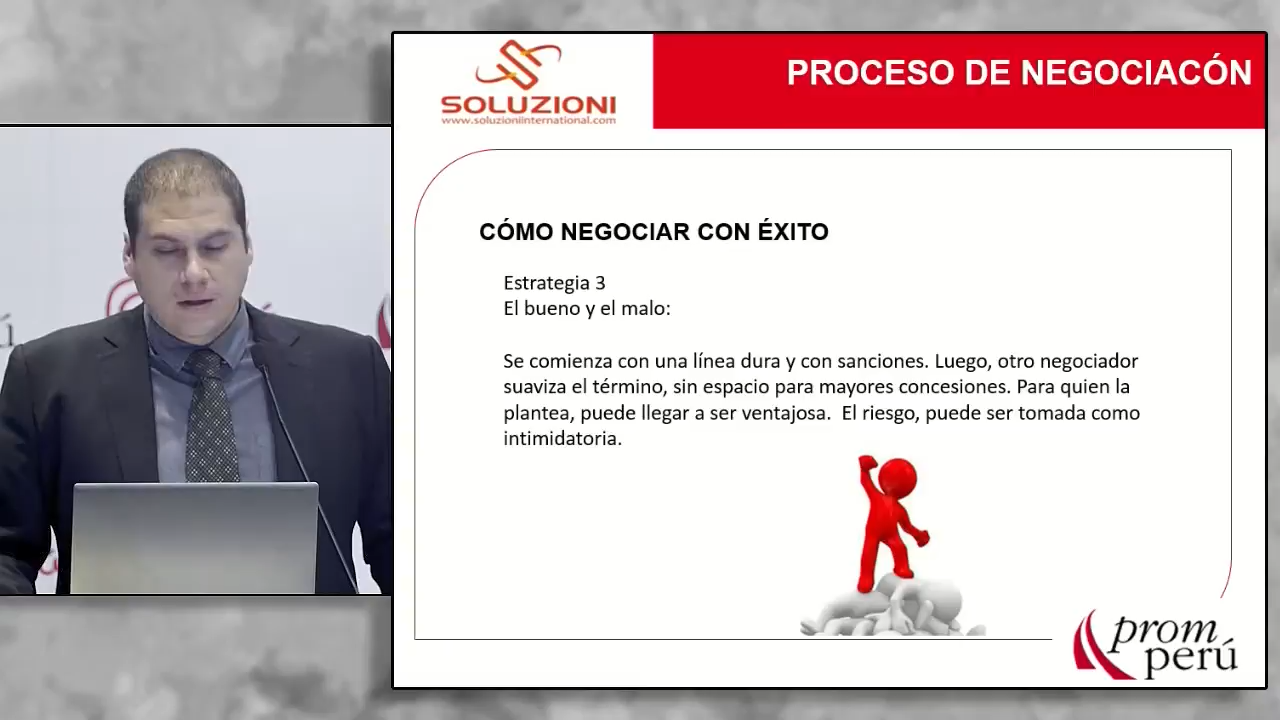 SOLUZIONI
www.soluzioniinternational.com
PROCESO DE NEGOCIACÓN
CÓMO NEGOCIAR CON ÉXITO
Estrategia 3
El bueno y el malo:
Se comienza con una línea dura y con sanciones. Luego, otro negociador
suaviza el término, sin espacio para mayores concesiones. Para quien la
plantea, puede llegar a ser ventajosa.  El riesgo, puede ser tomada como
intimidatoria.
prom
perú